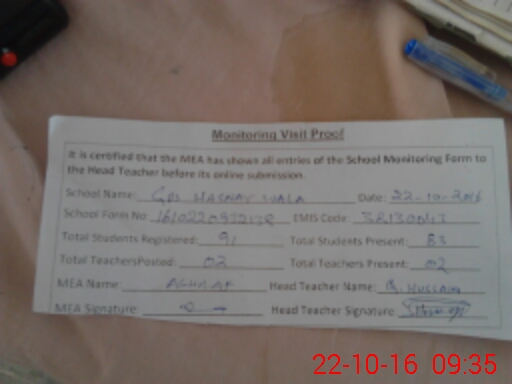 Monitoring Visit Proof
It is certified that the MEA has shown all entries of the School Monitoring Form to
the Head Teacher before its online submission.
School Name: GPS Date: 22-10-2016
School Form No. EMIS Code:
Total Students Registered: 91 Total Students Present: 83
Total TeachersPosted: 02 Total Teachers Present: 02
MEA Name: Head Teacher Name: G. HUSSAIN
MEA Signature: Head Teacher Signature:
22-10-16 09:35